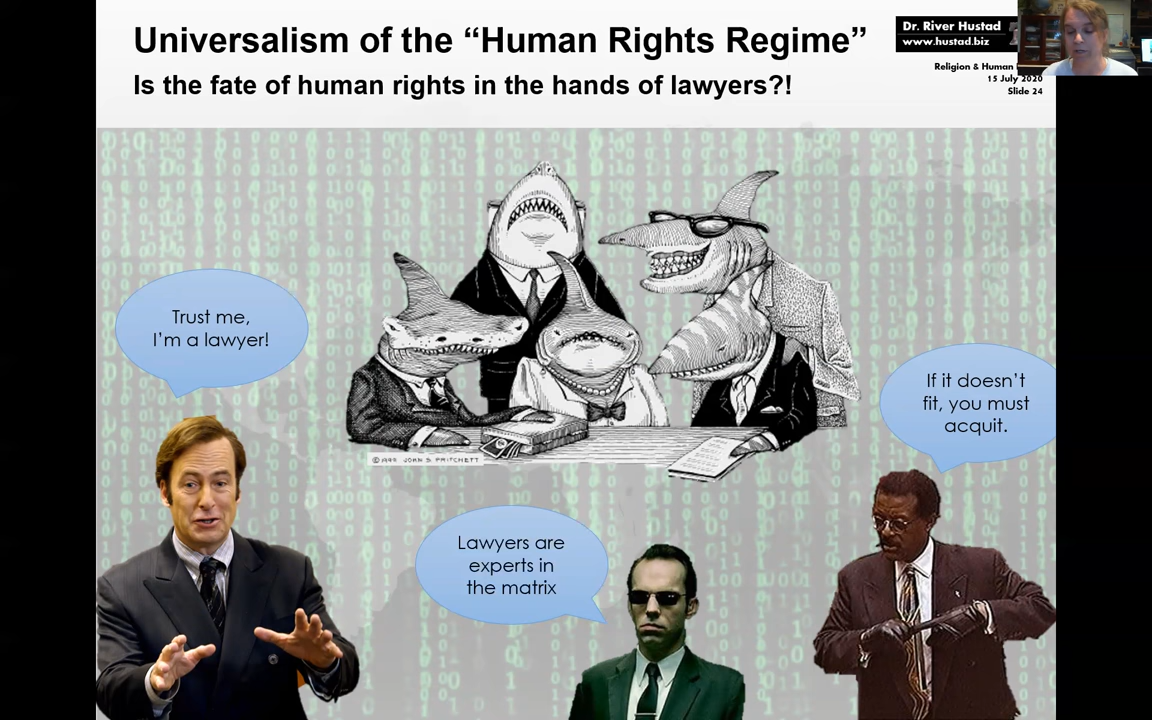 Universalism of the “Human Rights Regime”
Is the fate of human rights in the hands of lawyers?!
Dr. River Hustad
www.hustad.biz
Religion & Human
15 July 2020
Slide 24
Trust me,
I’m a lawyer!
If it doesn’t
fit, you must
acquit.
©1995 JOHN S. PRITCHETT
Lawyers are
experts in
the matrix